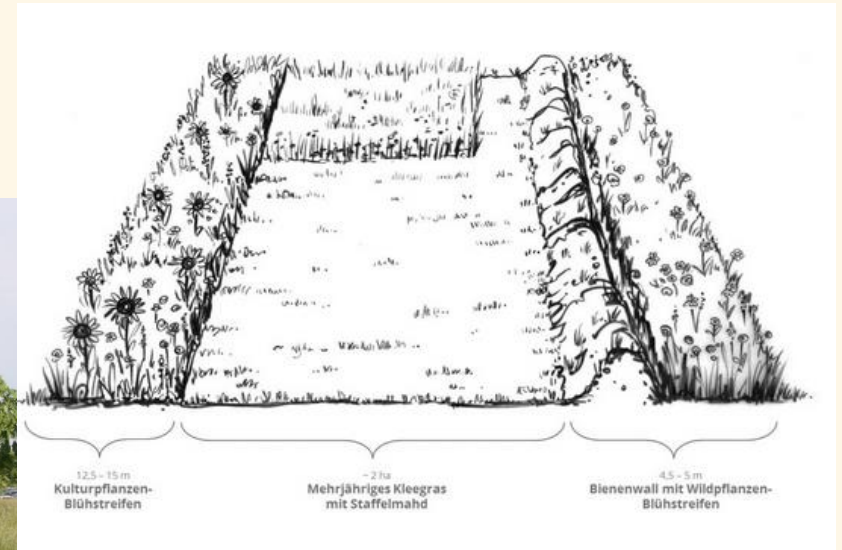 12,5 – 15 m
Kulturpflanzen-
Blühstreifen
~ 2 ha
Mehrjähriges Kleegras
mit Staffelmahd
4,5 – 5 m
Bienenwall mit Wildpflanzen-
Blühstreifen